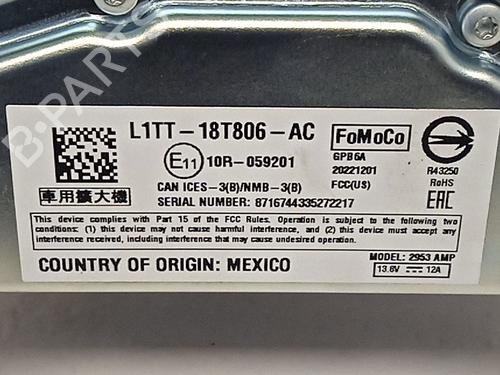 B-PARTS
L1TT-18T806-AC
FoMoCo
E11 10R-059201
GPB6A
20221201
FCC(US)
R43250
RoHS
EAC
車用擴大機
CAN ICES-3(B)/NMB-3(B)
SERIAL NUMBER: 8716744335272217
This device complies with Part 15 of the FCC Rules. Operation is subject to the following two
conditions: (1) this device may not cause harmful interference, and (2) this device must accept any
interference received, including interference that may cause undesired operation.
COUNTRY OF ORIGIN: MEXICO
MODEL: 2953 AMP
13.8V 12A